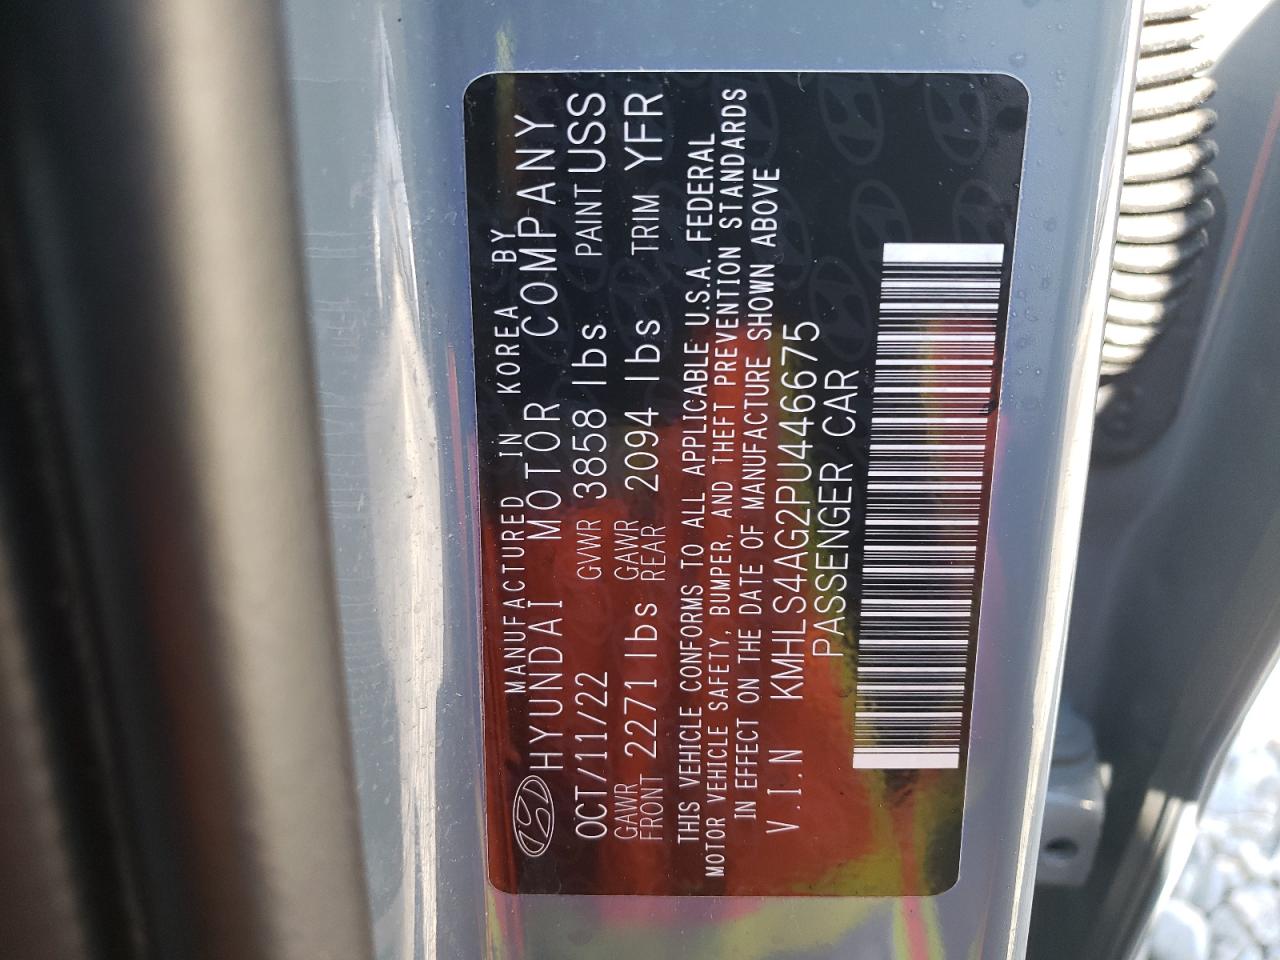 MANUFACTURED IN KOREA BY
HYUNDAI MOTOR COMPANY
OCT/11/22 GVWR 3858 lbs PAINT USS
GAWR FRONT 2271 lbs GAWR REAR 2094 lbs TRIM YFR
THIS VEHICLE CONFORMS TO ALL APPLICABLE U.S.A. FEDERAL
MOTOR VEHICLE SAFETY, BUMPER, AND THEFT PREVENTION STANDARDS
IN EFFECT ON THE DATE OF MANUFACTURE SHOWN ABOVE
V.I.N KMHLS4AG2PU446675
PASSENGER CAR